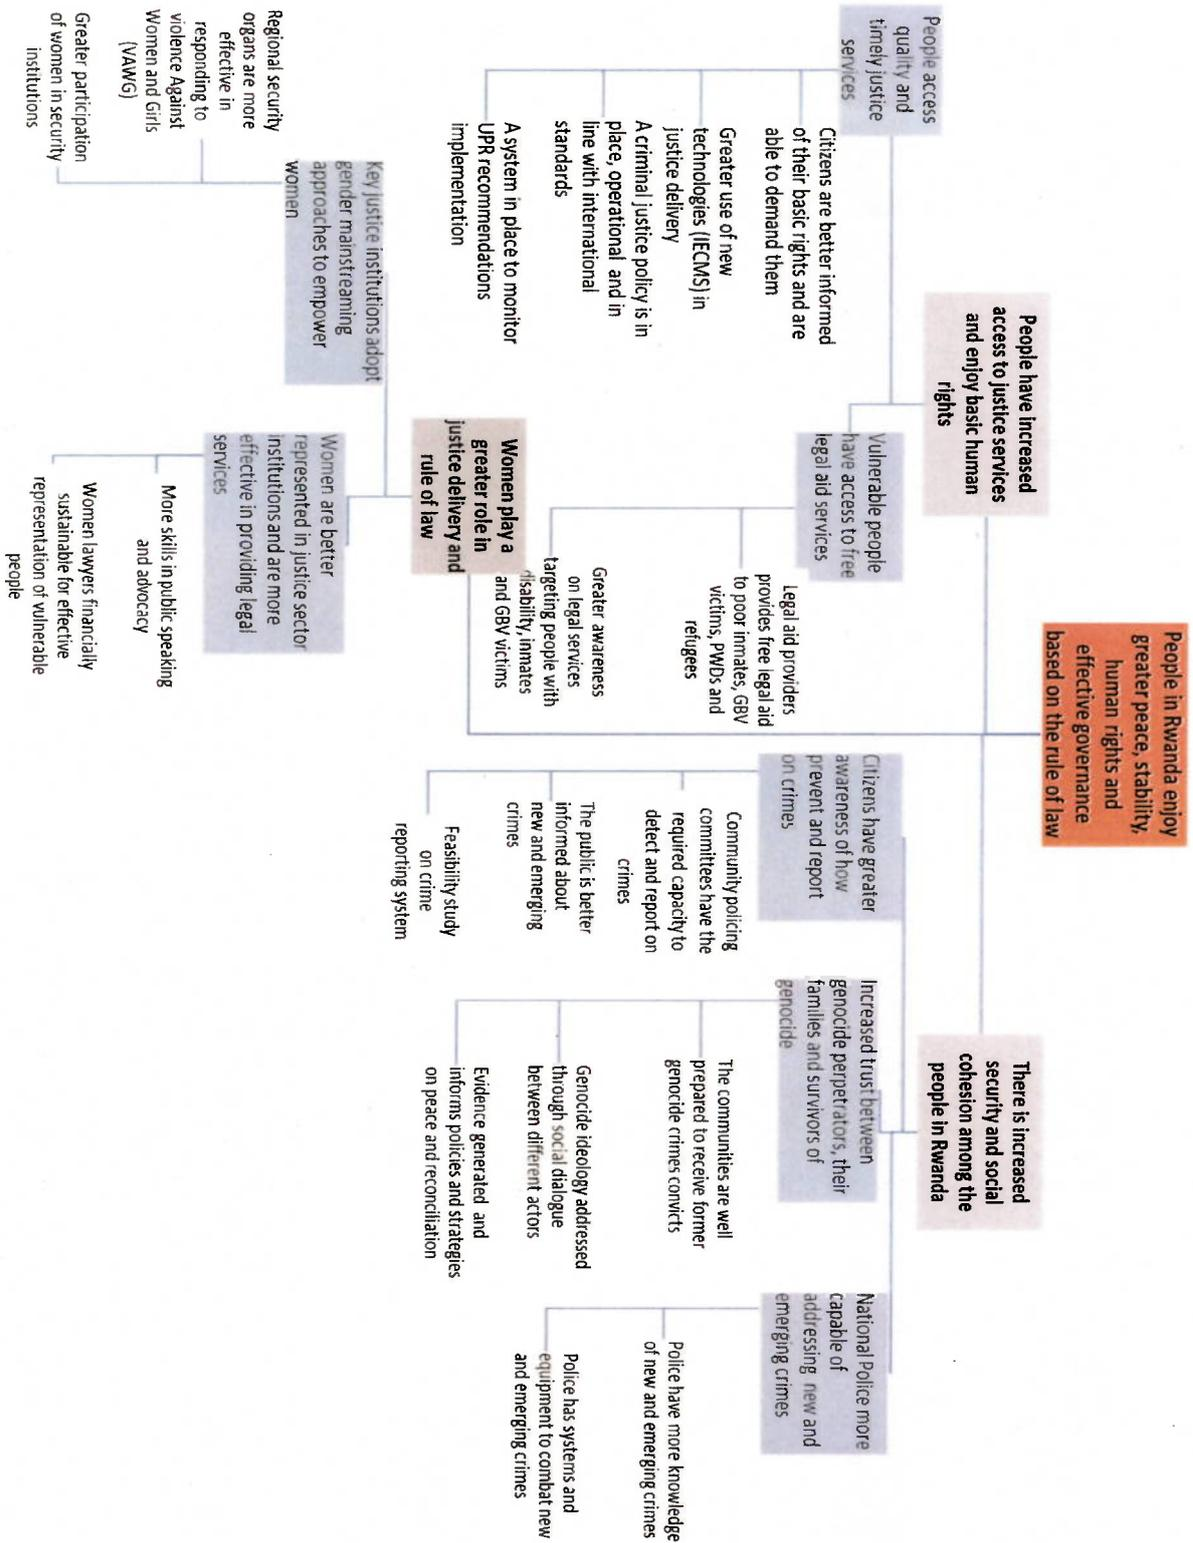 People in Rwanda enjoy
greater peace, stability,
human rights and
effective governance
based on the rule of law
People have increased
access to justice services
and enjoy basic human
rights
There is increased
security and social
cohesion among the
people in Rwanda
People access
quality and
timely justice
services
Citizens are better informed
of their basic rights and are
able to demand them
Greater use of new
technologies (IECMS) in
justice delivery
A criminal justice policy is in
place, operational and in
line with international
standards
A system in place to monitor
UPR recommendations
implementation
Vulnerable people
have access to free
legal aid services
Legal aid providers
provides free legal aid
to poor inmates, GBV
victims, PWDs and
refugees
Greater awareness
on legal services
targeting people with
disability, inmates
and GBV victims
Citizens have greater
awareness of how
prevent and report
on crimes
Community policing
committees have the
required capacity to
detect and report on
crimes
The public is better
informed about
new and emerging
crimes
Feasibility study
on crime
reporting system
Increased trust between
genocide perpetrators, their
families and survivors of
genocide
The communities are well
prepared to receive former
genocide crimes convicts
Genocide ideology addressed
through social dialogue
between different actors
Evidence generated and
informs policies and strategies
on peace and reconciliation
National Police more
capable of
addressing new and
emerging crimes
Police have more knowledge
of new and emerging crimes
Police has systems and
equipment to combat new
and emerging crimes
Women play a
greater role in
justice delivery and
rule of law
Key justice institutions adopt
gender mainstreaming
approaches to empower
women
Regional security
organs are more
effective in
responding to
violence Against
Women and Girls
(VAWG)
Greater participation
of women in security
institutions
Women are better
represented in justice sector
institutions and are more
effective in providing legal
services
More skills in public speaking
and advocacy
Women lawyers financially
sustainable for effective
representation of vulnerable
people